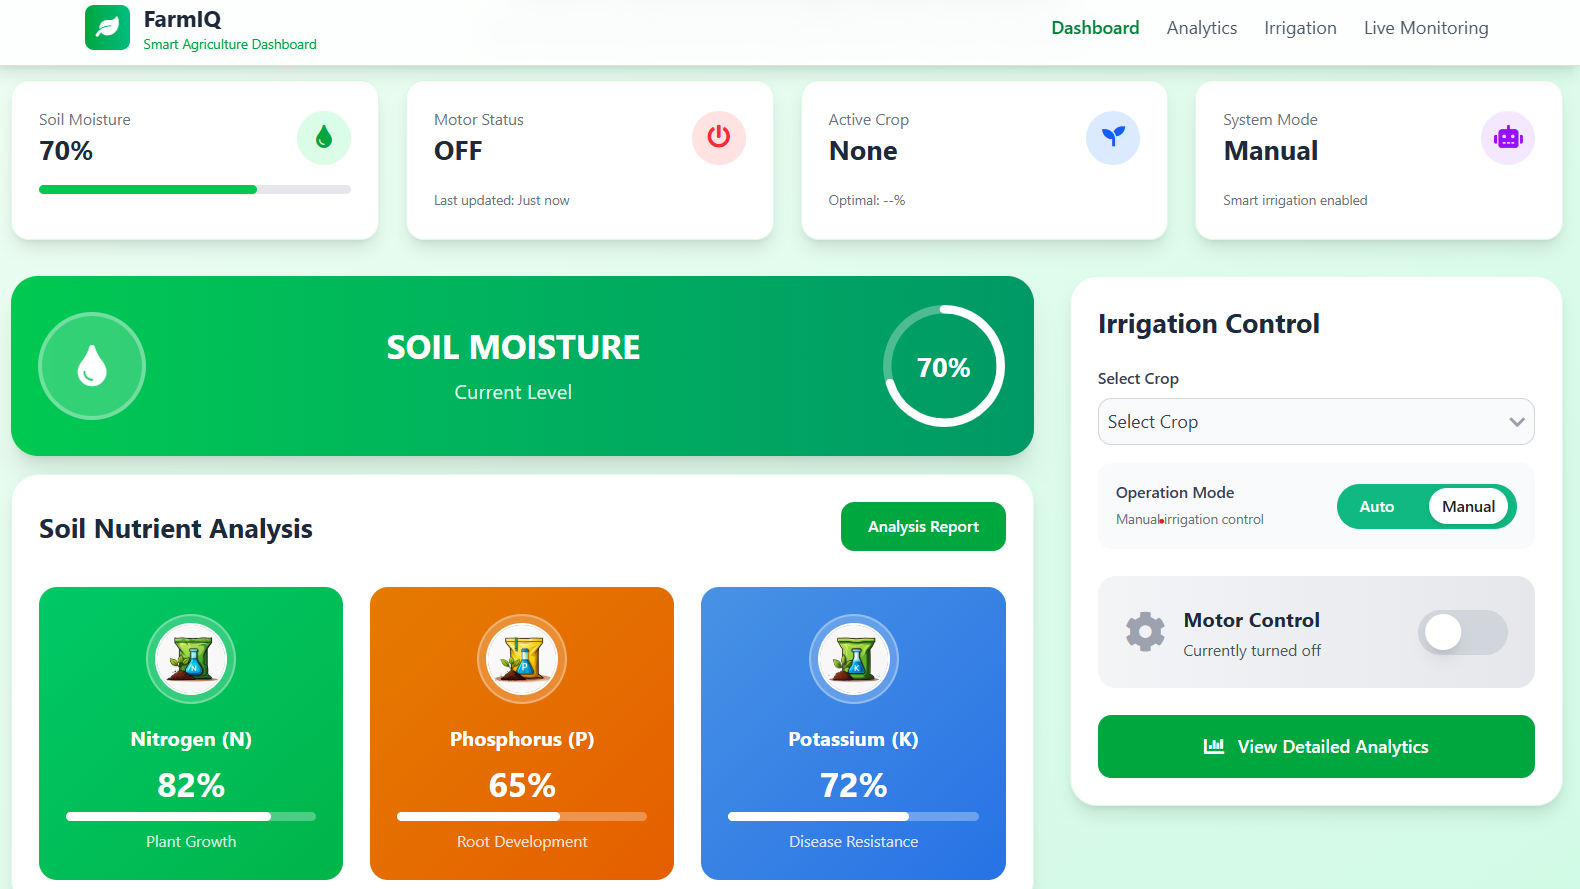 FarmIQ
Smart Agriculture Dashboard
Dashboard Analytics Irrigation Live Monitoring
Soil Moisture
70%
Motor Status
OFF
Last updated: Just now
Active Crop
None
Optimal: --%
System Mode
Manual
Smart irrigation enabled
SOIL MOISTURE
Current Level
70%
Irrigation Control
Select Crop
Select Crop
Operation Mode
Manual irrigation control
Auto Manual
Motor Control
Currently turned off
View Detailed Analytics
Soil Nutrient Analysis
Analysis Report
N
Nitrogen (N)
82%
Plant Growth
P
Phosphorus (P)
65%
Root Development
K
Potassium (K)
72%
Disease Resistance